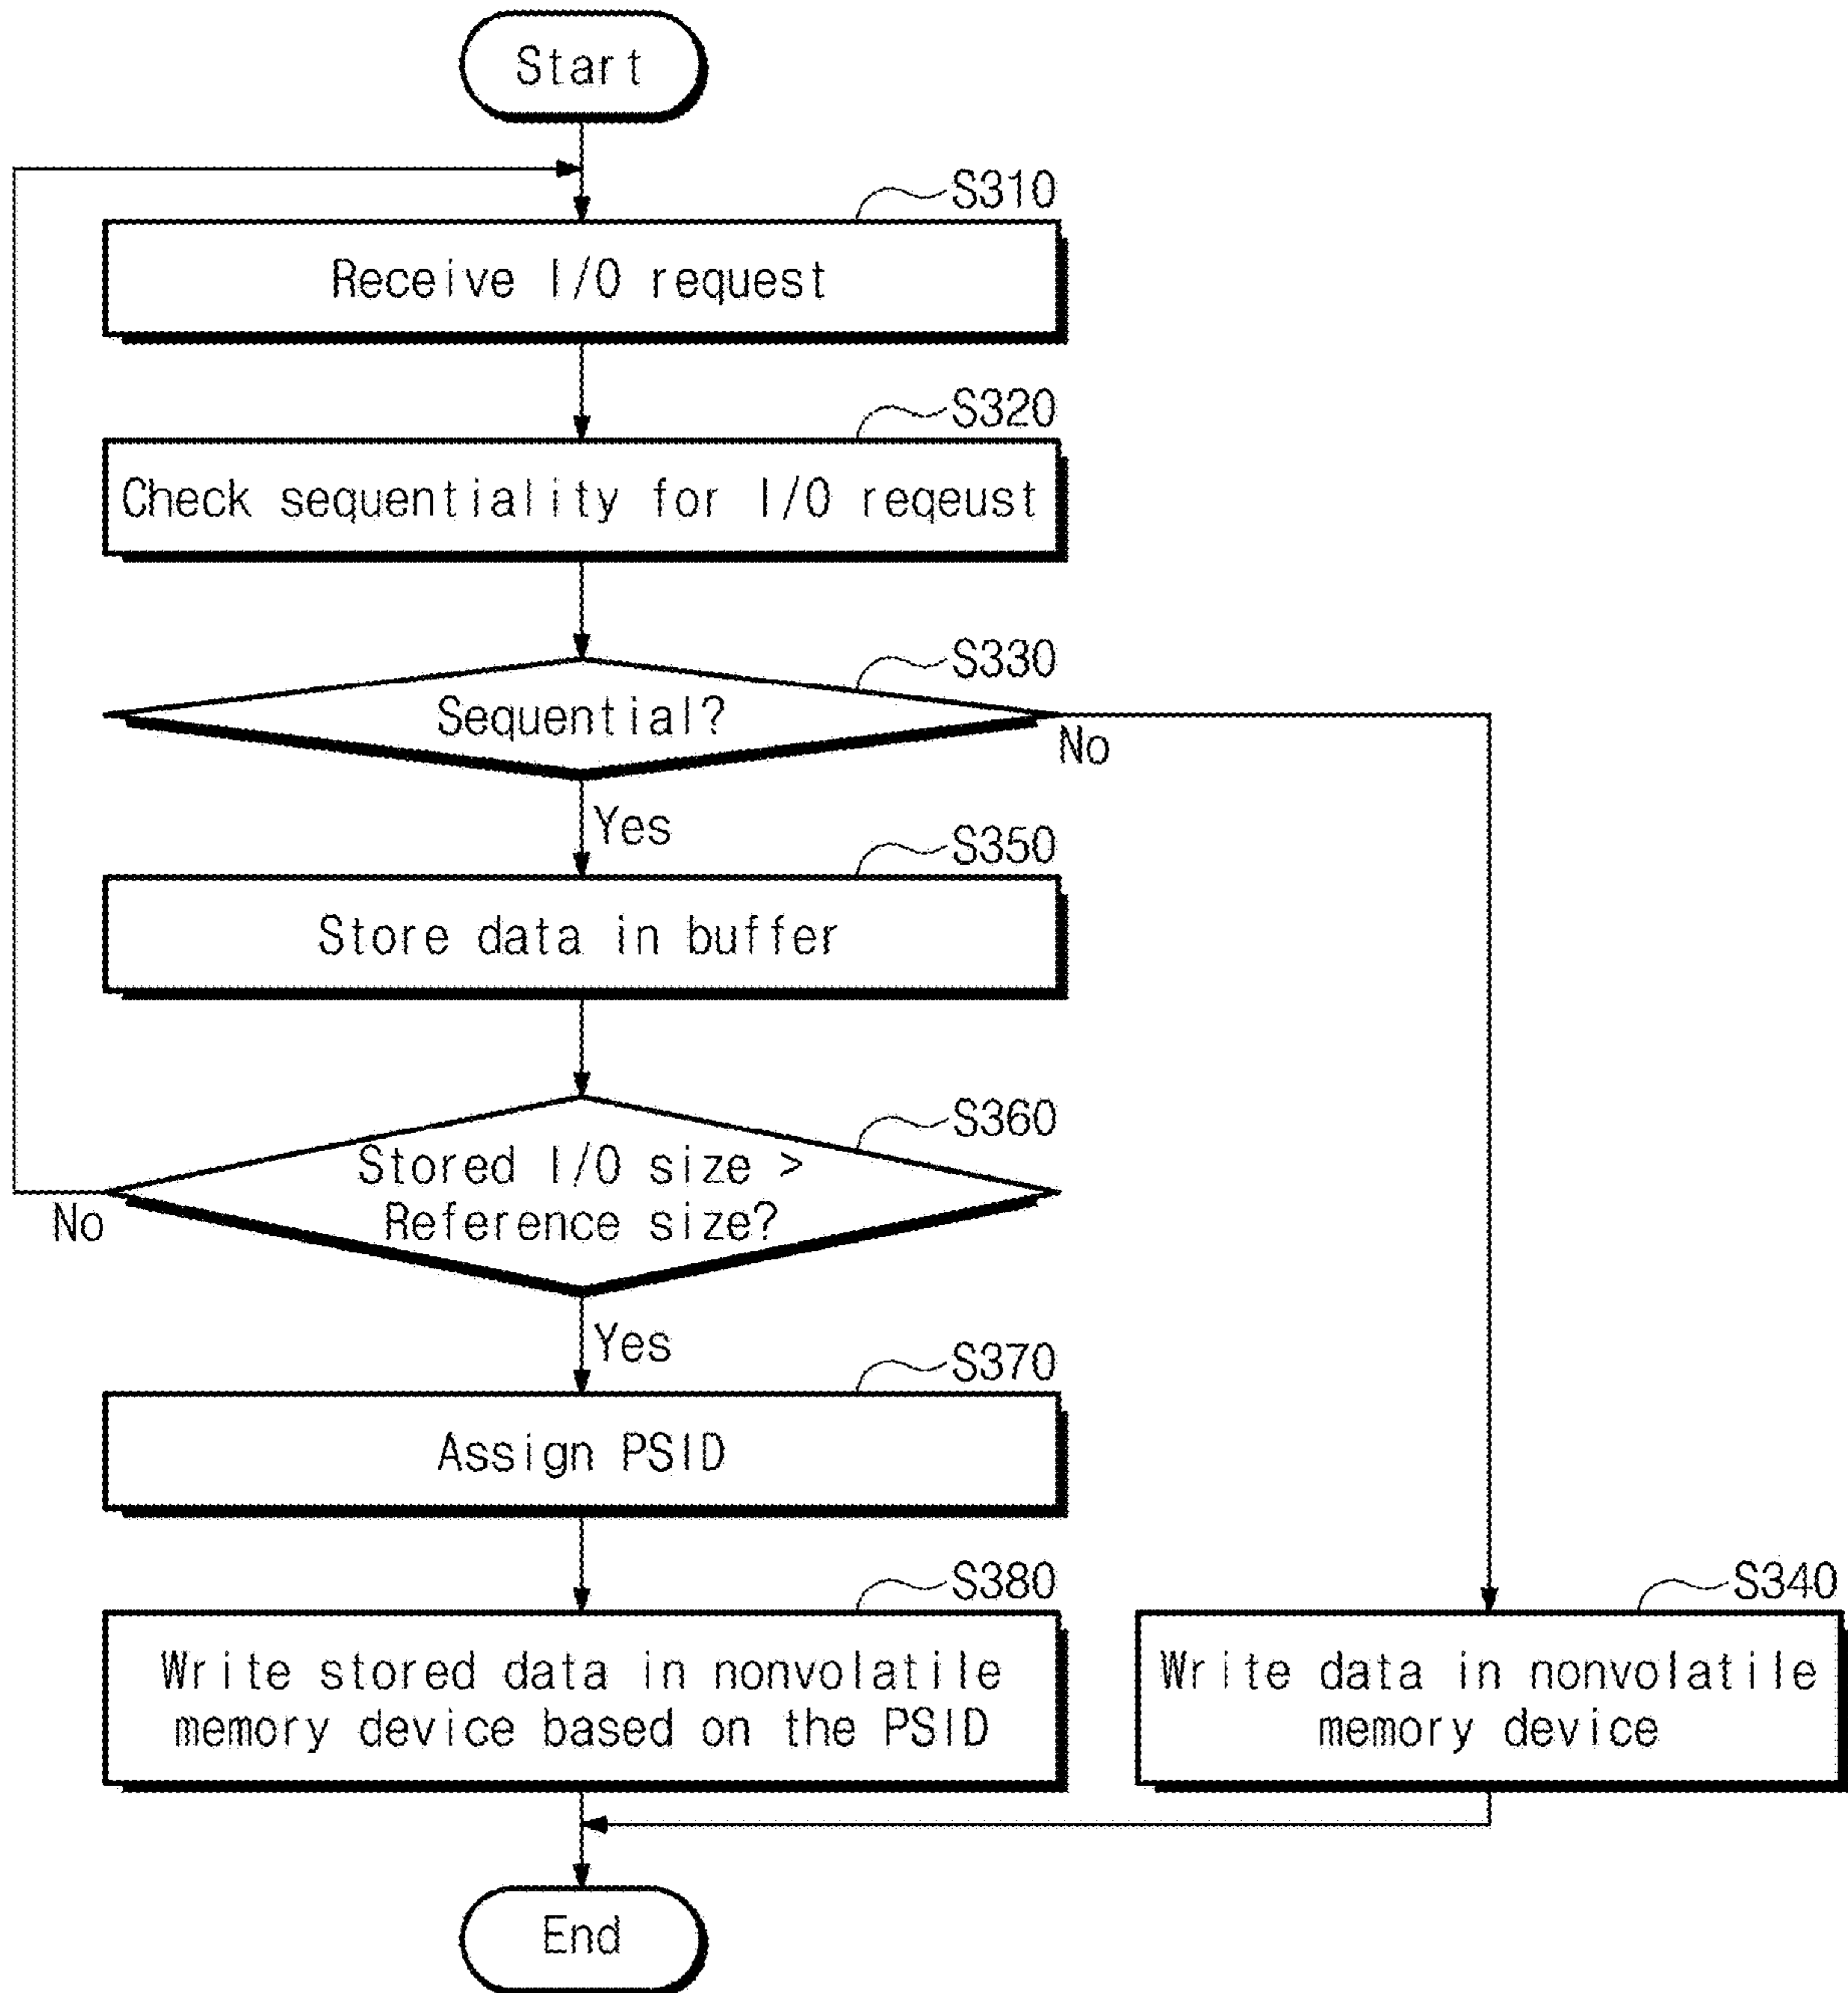 Start
S310
Receive I/O request
S320
Check sequentiality for I/O reqeust
S330
Sequential?
No
Yes
S350
Store data in buffer
S360
Stored I/O size >
Reference size?
No
Yes
S370
Assign PSID
S380
Write stored data in nonvolatile
memory device based on the PSID
S340
Write data in nonvolatile
memory device
End